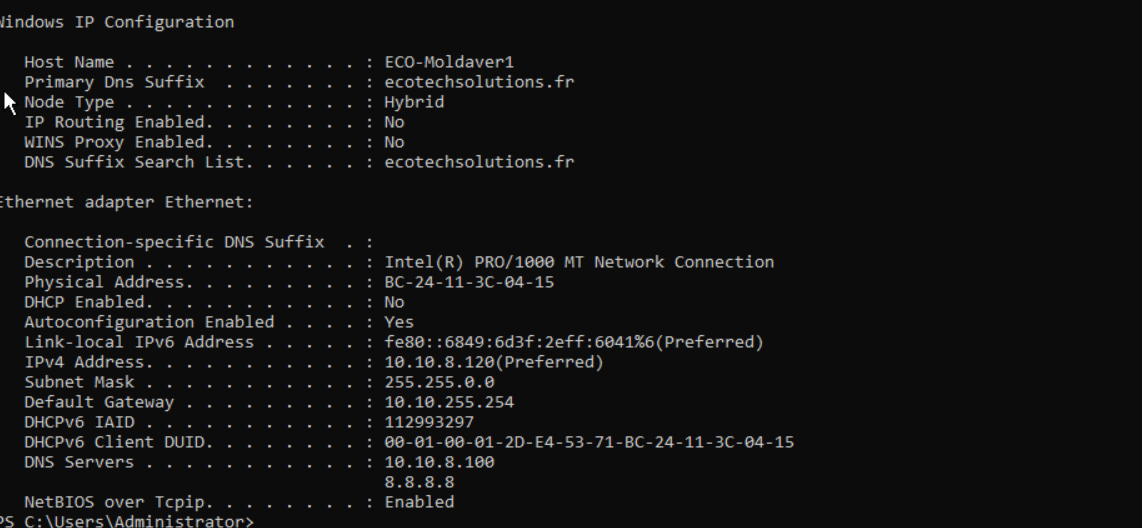 Windows IP Configuration
Host Name . . . . . . . . . . . . : ECO-Moldaver1
Primary Dns Suffix  . . . . . . . : ecotechsolutions.fr
Node Type . . . . . . . . . . . . : Hybrid
IP Routing Enabled. . . . . . . . : No
WINS Proxy Enabled. . . . . . . . : No
DNS Suffix Search List. . . . . . : ecotechsolutions.fr
Ethernet adapter Ethernet:
Connection-specific DNS Suffix  . :
Description . . . . . . . . . . . : Intel(R) PRO/1000 MT Network Connection
Physical Address. . . . . . . . . : BC-24-11-3C-04-15
DHCP Enabled. . . . . . . . . . . : No
Autoconfiguration Enabled . . . . : Yes
Link-local IPv6 Address . . . . . : fe80::6849:6d3f:2eff:6041%6(Preferred)
IPv4 Address. . . . . . . . . . . : 10.10.8.120(Preferred)
Subnet Mask . . . . . . . . . . . : 255.255.0.0
Default Gateway . . . . . . . . . : 10.10.255.254
DHCPv6 IAID . . . . . . . . . . . : 112993297
DHCPv6 Client DUID. . . . . . . . : 00-01-00-01-2D-E4-53-71-BC-24-11-3C-04-15
DNS Servers . . . . . . . . . . . : 10.10.8.100
8.8.8.8
NetBIOS over Tcpip. . . . . . . . : Enabled
PS C:\Users\Administrator>